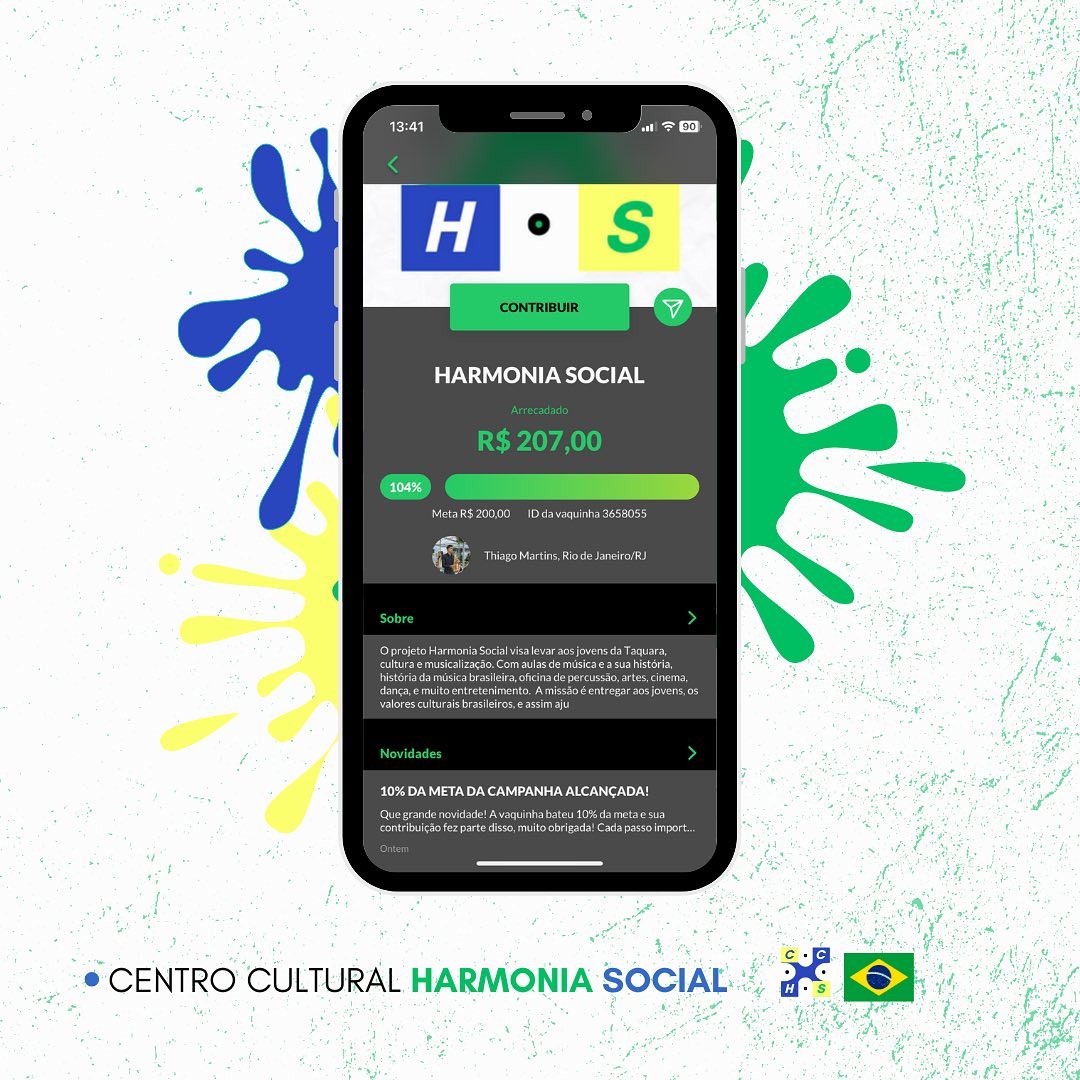 13:41
90
H
S
CONTRIBUIR
HARMONIA SOCIAL
Arrecadado
R$ 207,00
104%
Meta R$ 200,00 ID da vaquinha 3658055
Thiago Martins, Rio de Janeiro/RJ
Sobre
O projeto Harmonia Social visa levar aos jovens da Taquara,
cultura e musicalização. Com aulas de música e a sua história,
história da música brasileira, oficina de percussão, artes, cinema,
dança, e muito entretenimento. A missão é entregar aos jovens, os
valores culturais brasileiros, e assim aju
Novidades
10% DA META DA CAMPANHA ALCANÇADA!
Que grande novidade! A vaquinha bateu 10% da meta e sua
contribuição fez parte disso, muito obrigada! Cada passo import...
Ontem
• CENTRO CULTURAL HARMONIA SOCIAL
C C
H S